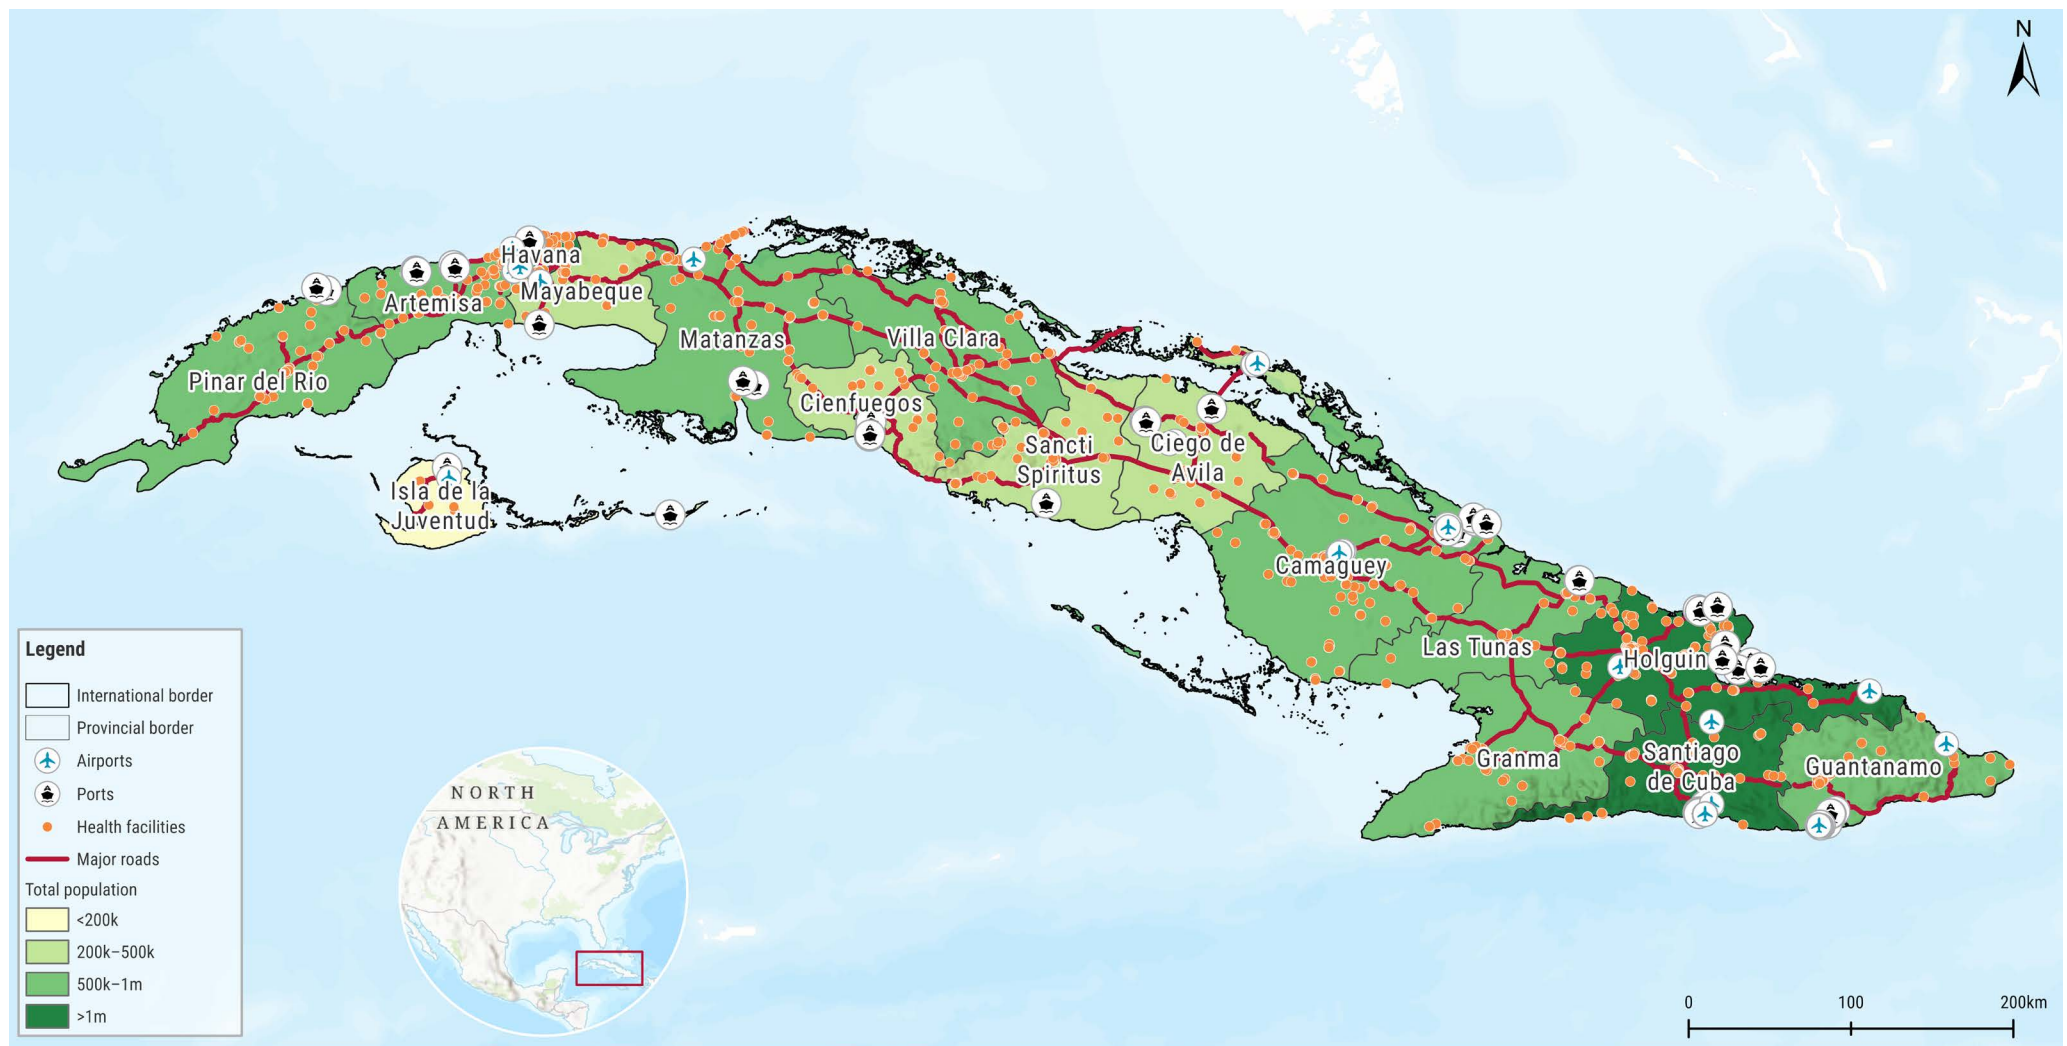 N
Havana
Mayabeque
Artemisa
Matanzas
Villa Clara
Pinar del Rio
Cienfuegos
Sancti
Spiritus
Ciego de
Avila
Isla de la
Juventud
Camaguey
Las Tunas
Holguin
Granma
Santiago
de Cuba
Guantanamo
Legend
International border
Provincial border
Airports
Ports
Health facilities
Major roads
Total population
<200k
200k–500k
500k–1m
>1m
NORTH
AMERICA
0 100 200km